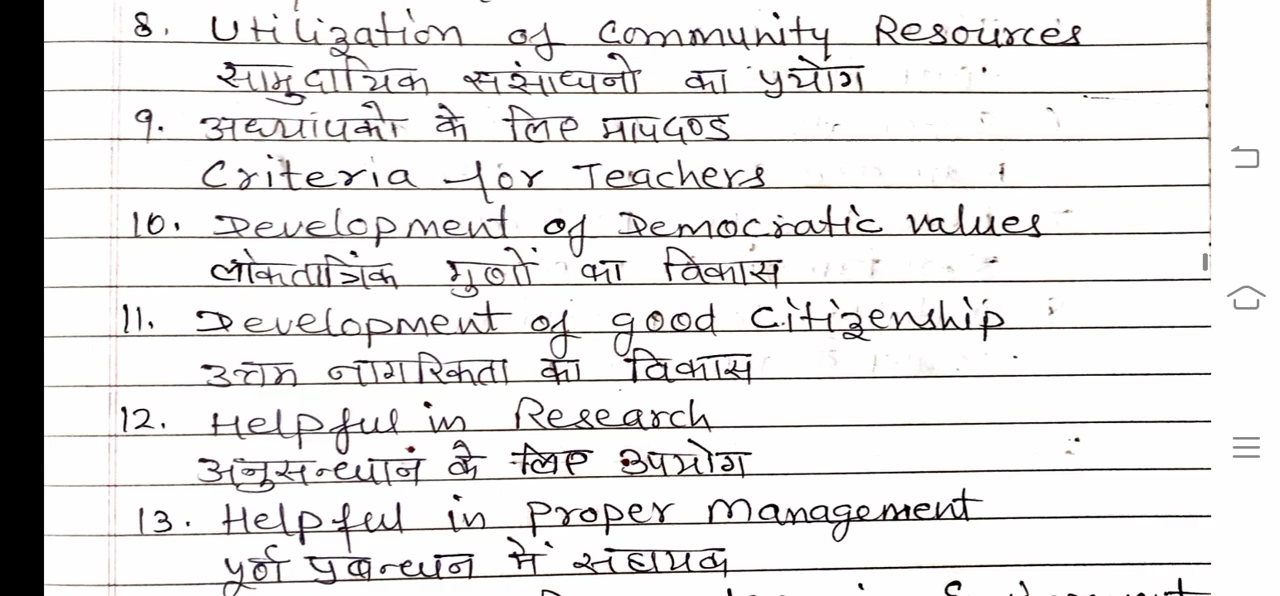 8. Utilization of Community Resources
सामुदायिक संसाधनो का प्रयोग
9. अध्यापको के लिए मापदण्ड
Criteria for Teachers
10. Development of Democratic values
लोकतान्त्रिक गुणों का विकास
11. Development of good citizenship
उत्तम नागरिकता का विकास
12. Helpful in Research
अनुसन्धान के लिए उपयोग
13. Helpful in proper management
पूर्ण प्रबन्धान में सहायक